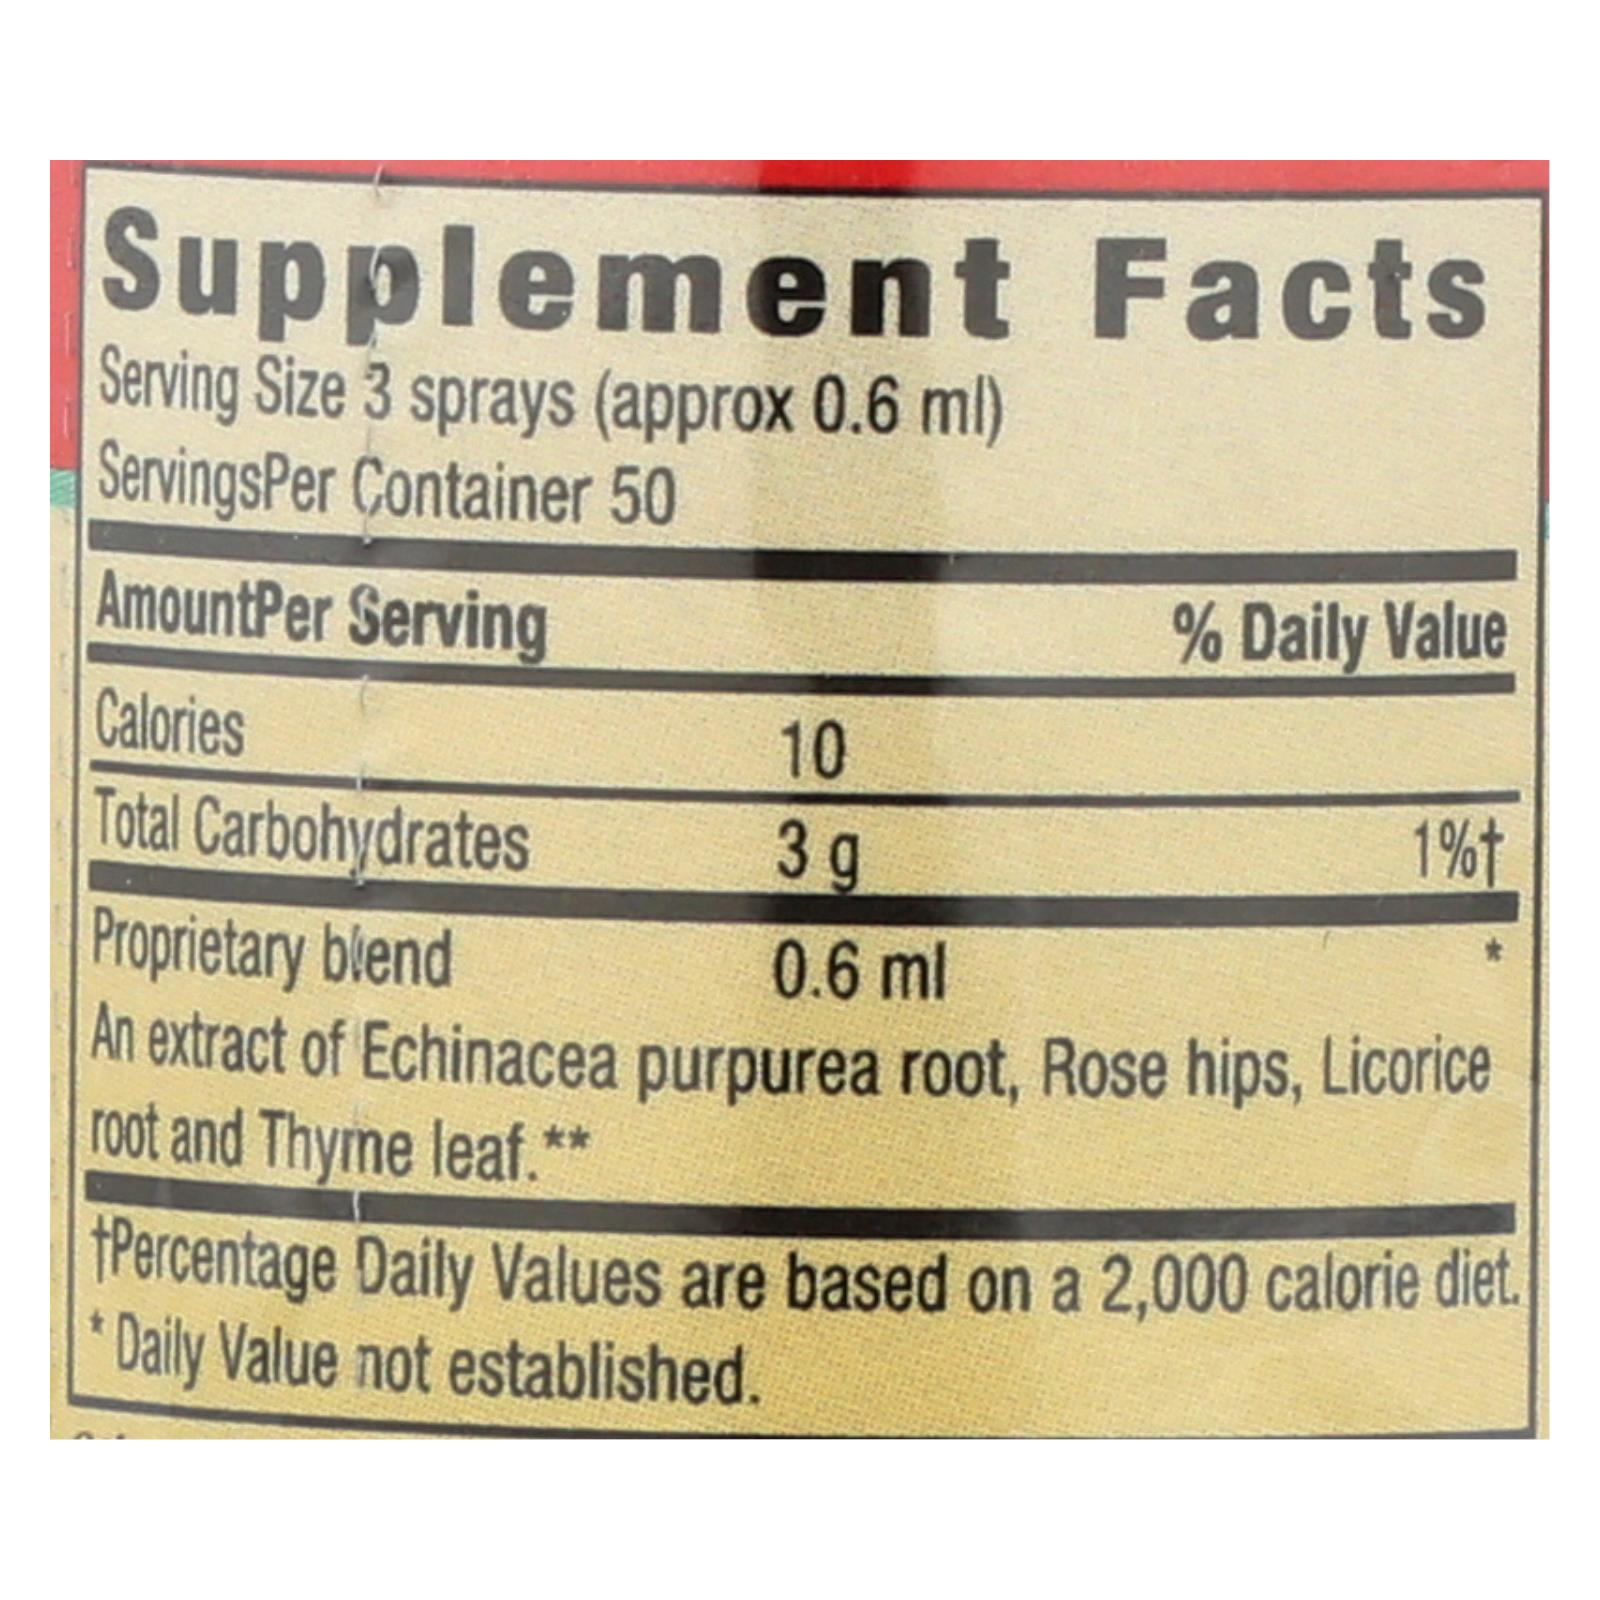 Supplement Facts
Serving Size 3 sprays (approx 0.6 ml)
ServingsPer Container 50
AmountPer Serving % Daily Value
Calories 10
Total Carbohydrates 3 g 1%†
Proprietary blend 0.6 ml *
An extract of Echinacea purpurea root, Rose hips, Licorice
root and Thyme leaf.**
†Percentage Daily Values are based on a 2,000 calorie diet.
* Daily Value not established.